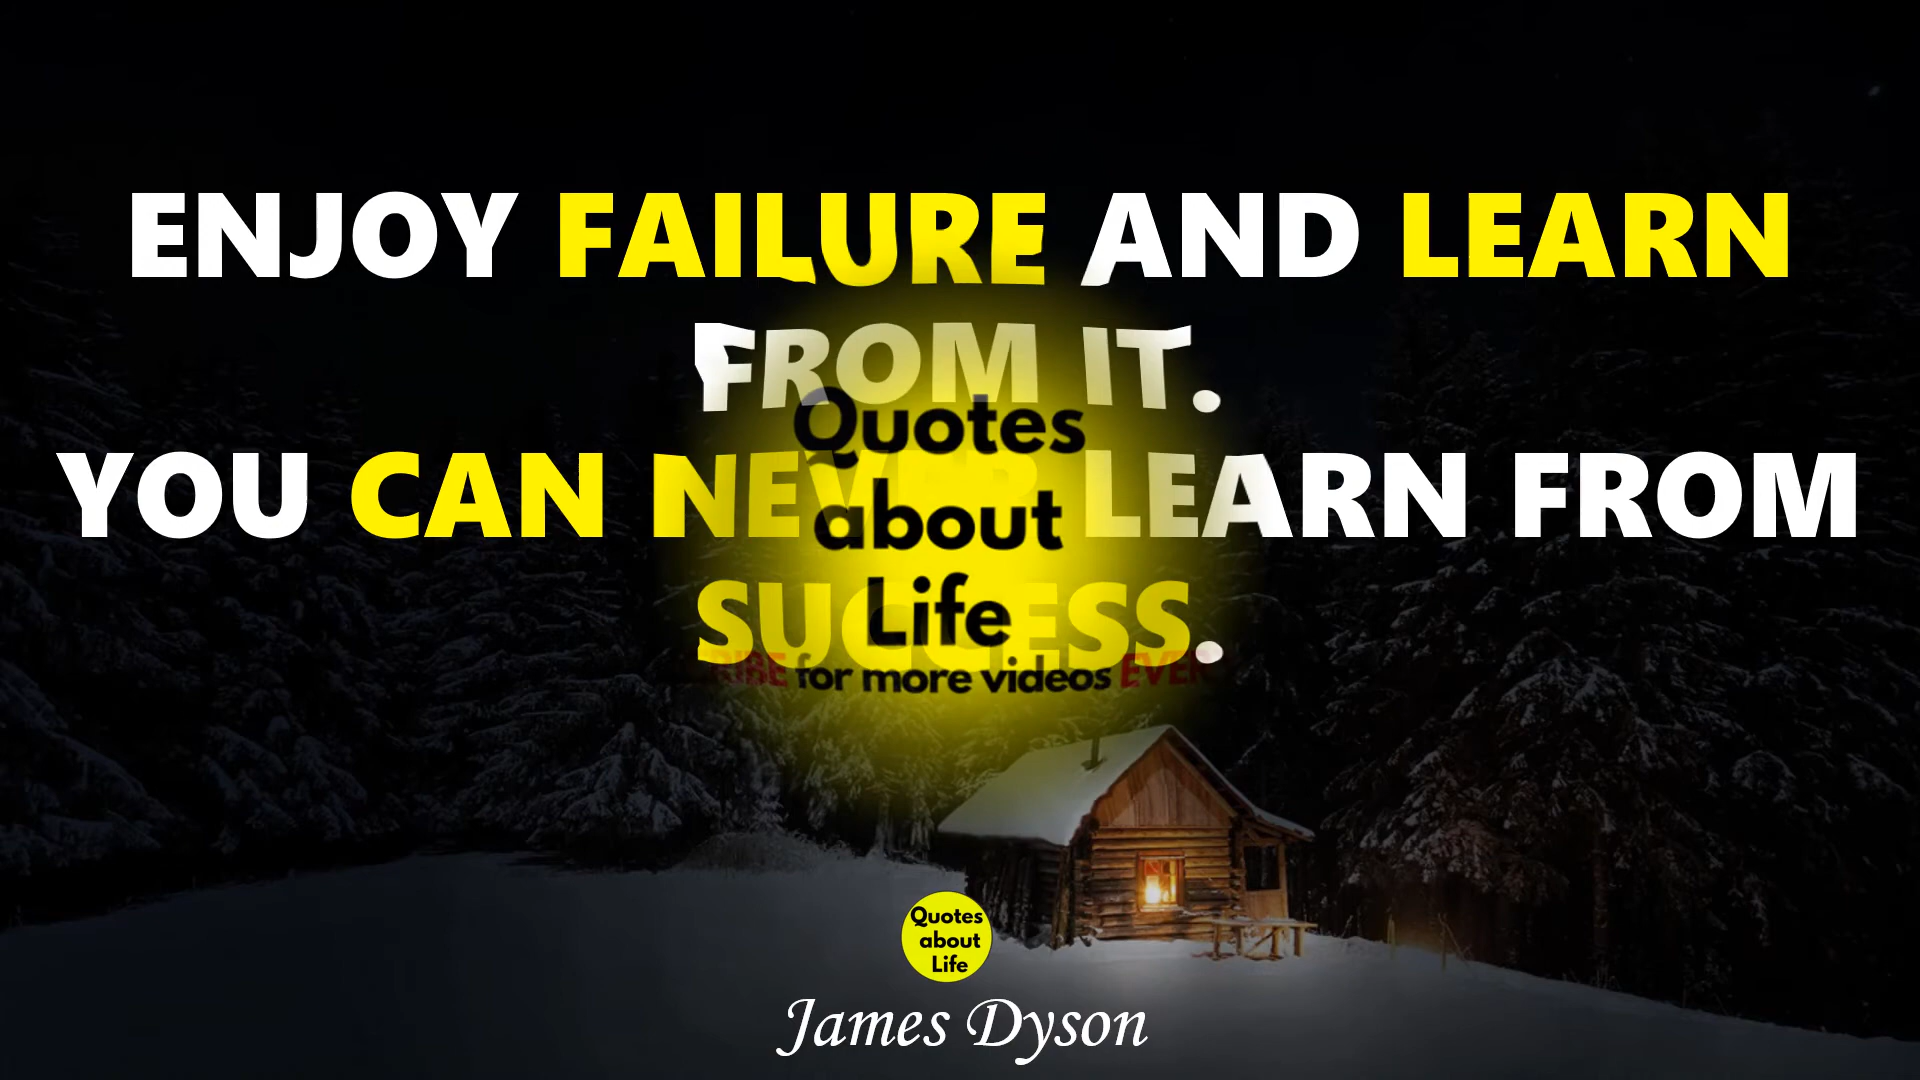 ENJOY FAILURE AND LEARN
FROM IT.
Quotes
YOU CAN NEVER LEARN FROM
about
Life
SUCCESS.
for more videos
Quotes
about
Life
James Dyson